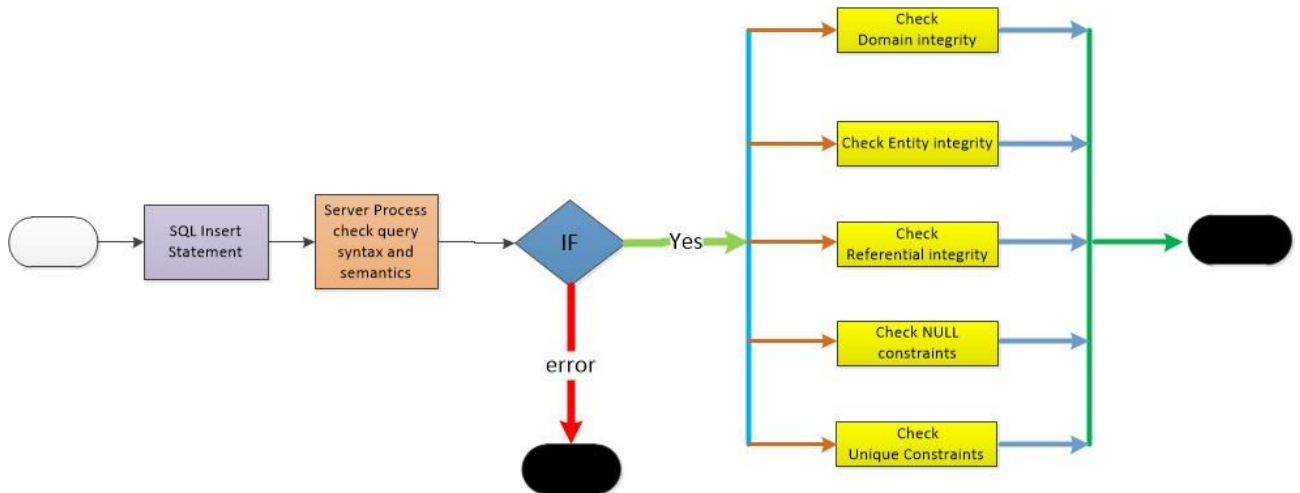 SQL Insert
Statement
Server Process
check query
syntax and
semantics
IF
Yes
error
Check
Domain integrity
Check Entity integrity
Check
Referential integrity
Check NULL
constraints
Check
Unique Constraints